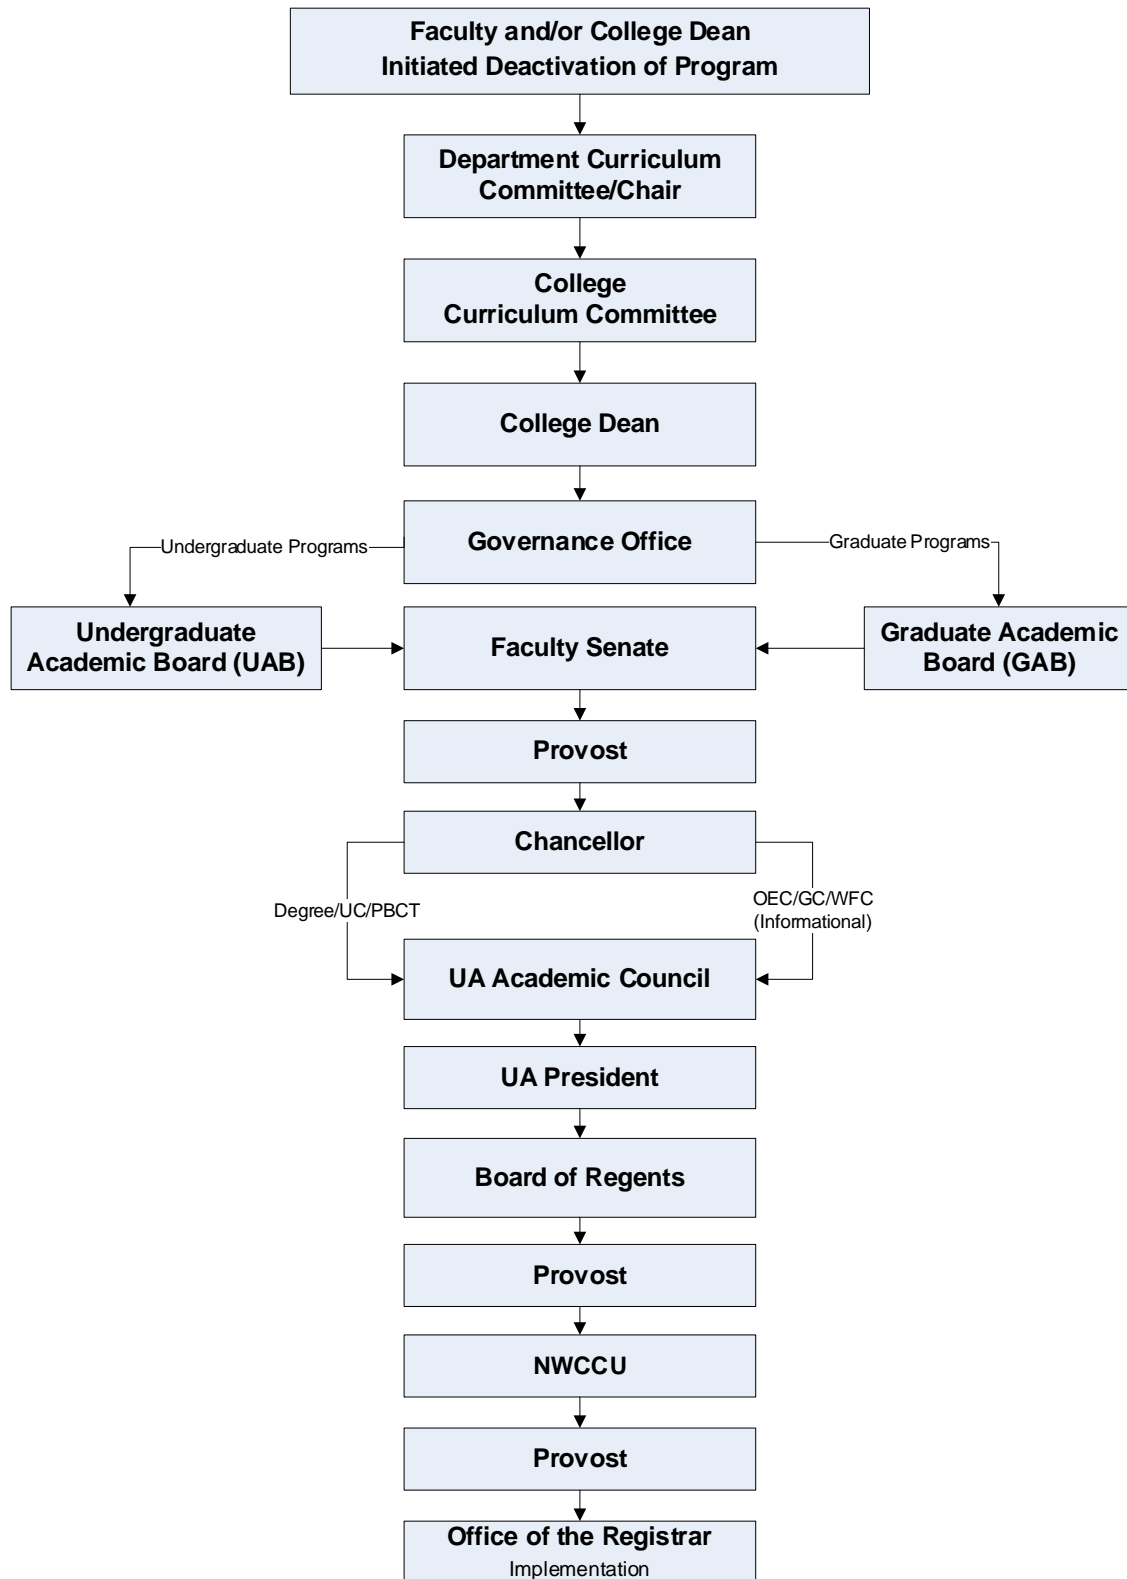 Faculty and/or College Dean
Initiated Deactivation of Program
Department Curriculum
Committee/Chair
College
Curriculum Committee
College Dean
Governance Office
Undergraduate Programs
Graduate Programs
Undergraduate
Academic Board (UAB)
Faculty Senate
Graduate Academic
Board (GAB)
Provost
Chancellor
Degree/UC/PBCT
OEC/GC/WFC
(Informational)
UA Academic Council
UA President
Board of Regents
Provost
NWCCU
Provost
Office of the Registrar
Implementation